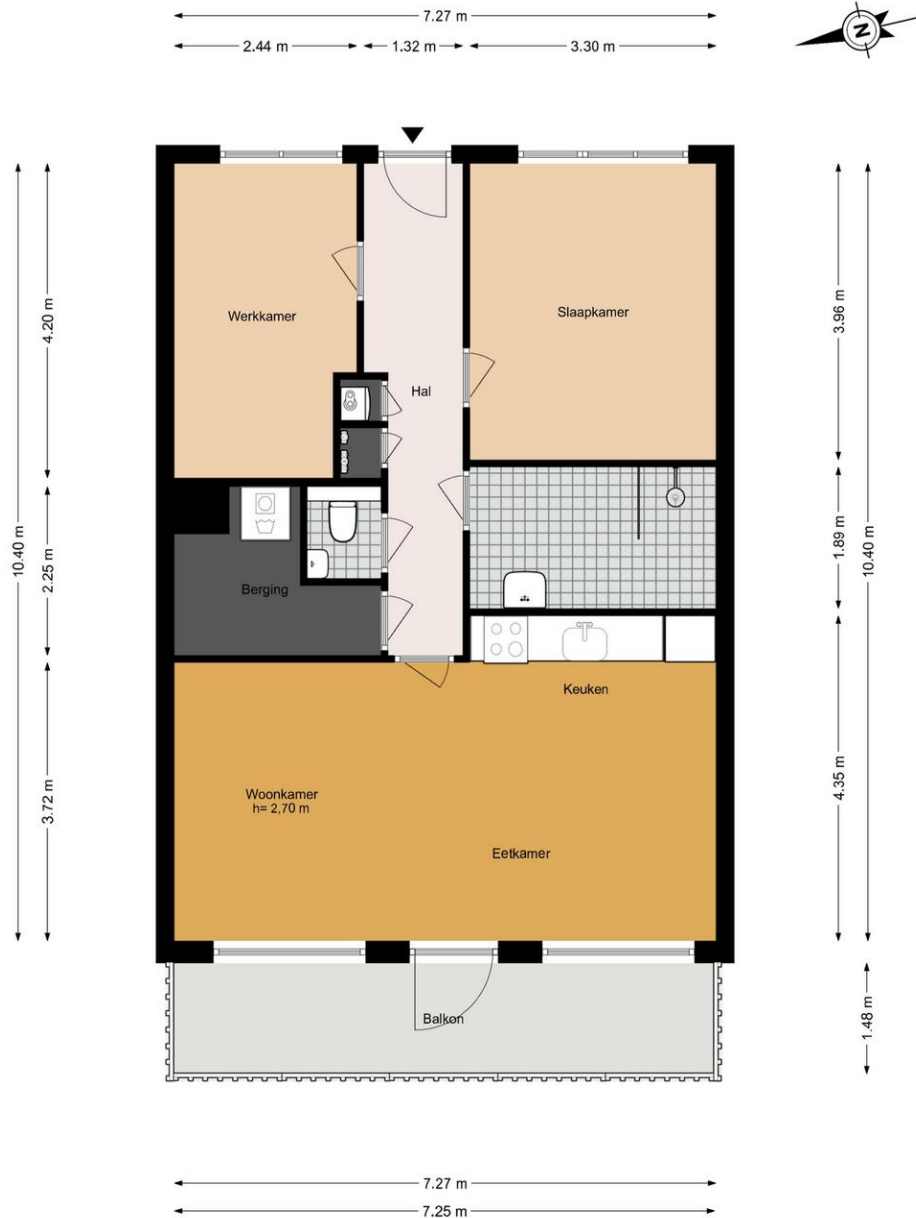 7.27 m
2.44 m
1.32 m
3.30 m
N
10.40 m
4.20 m
2.25 m
3.72 m
3.96 m
1.89 m
4.35 m
10.40 m
1.48 m
Werkkamer
Slaapkamer
Hal
Berging
Keuken
Woonkamer
h= 2,70 m
Eetkamer
Balkon
7.27 m
7.25 m